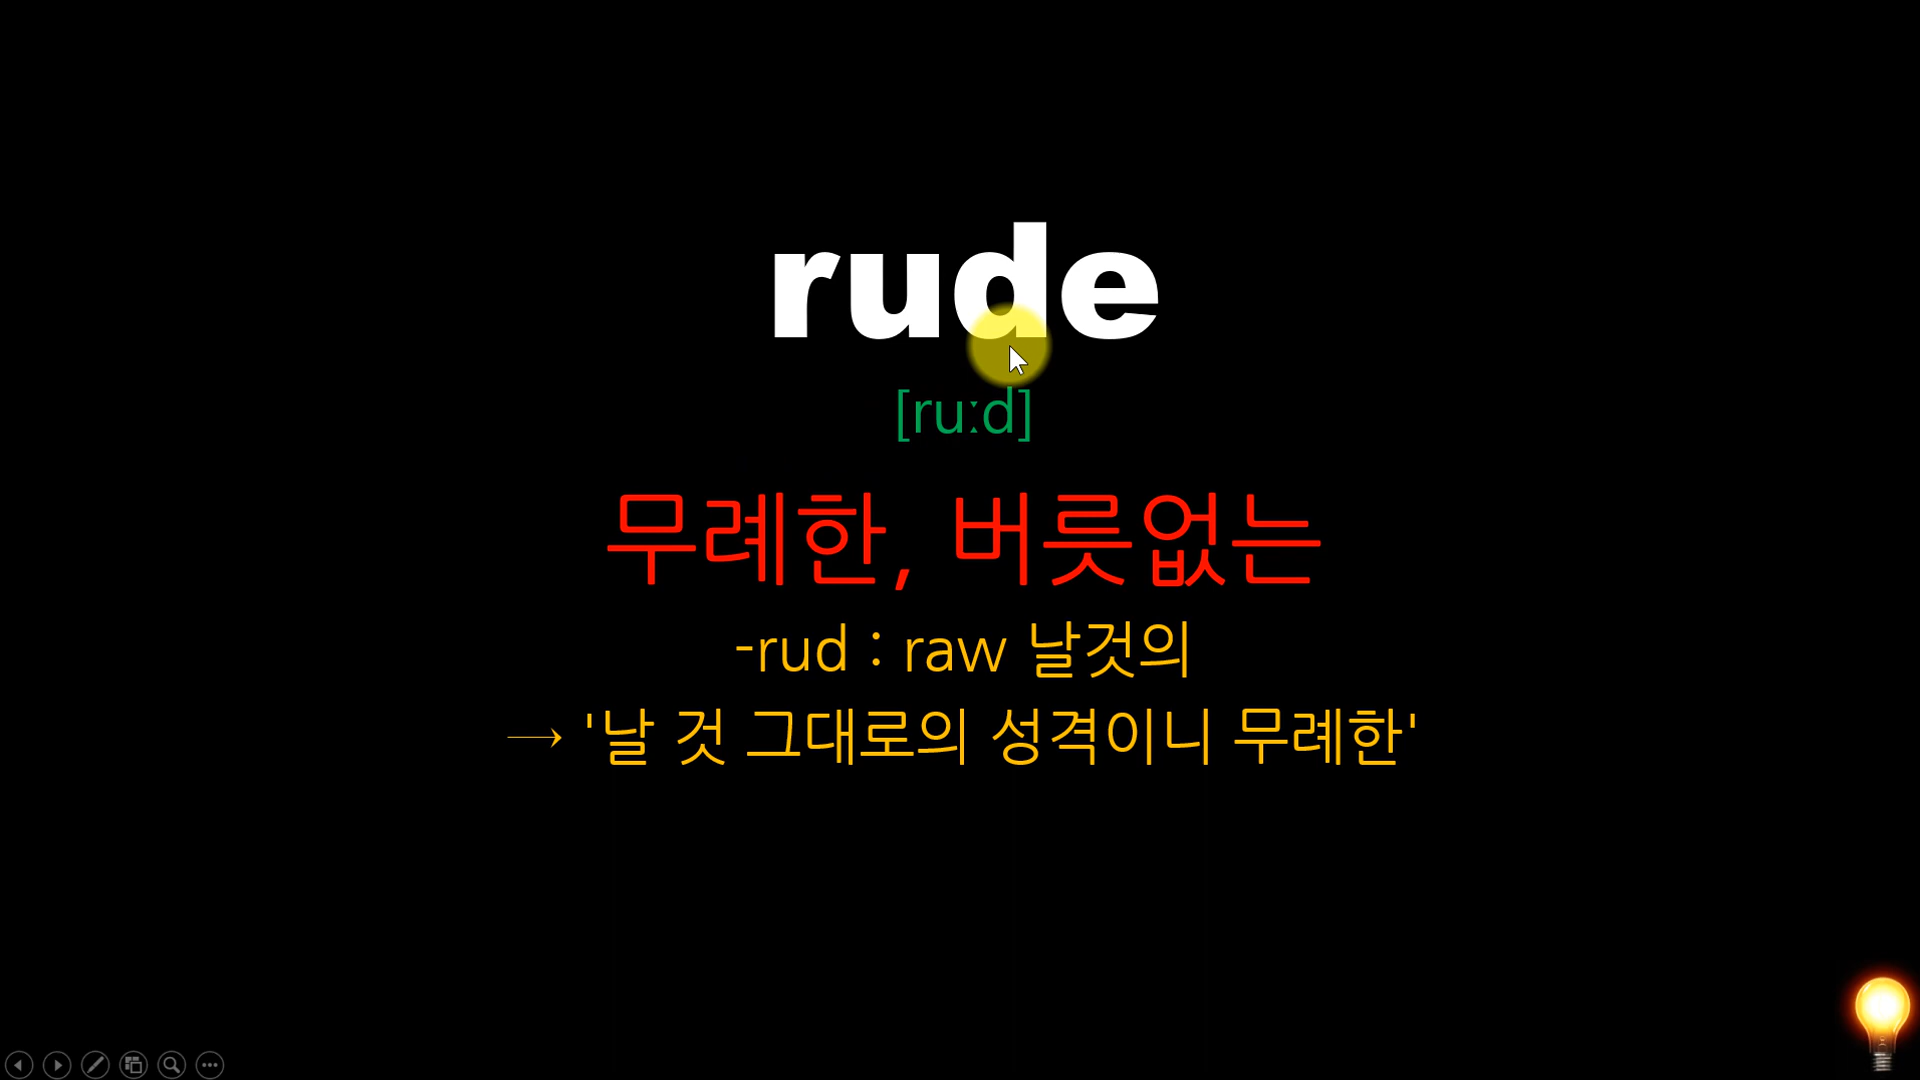 rude
[ruːd]
무례한, 버릇없는
-rud : raw 날것의
→ '날 것 그대로의 성격이니 무례한'